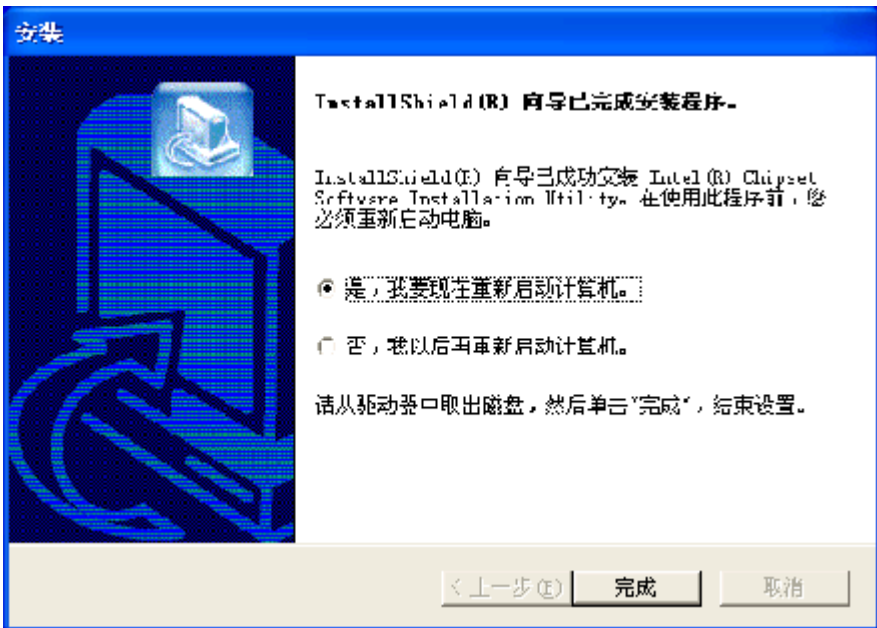 安装
InstallShield(R) 向导已完成安装程序。
InstallShield(R) 向导已成功安装 Intel(R) Chipset
Software Installation Utility。在使用此程序前，您
必须重新启动电脑。
是，我要现在重新启动计算机。
否，我以后再重新启动计算机。
请从驱动器中取出磁盘，然后单击"完成"，结束设置。
<上一步(B) 完成 取消